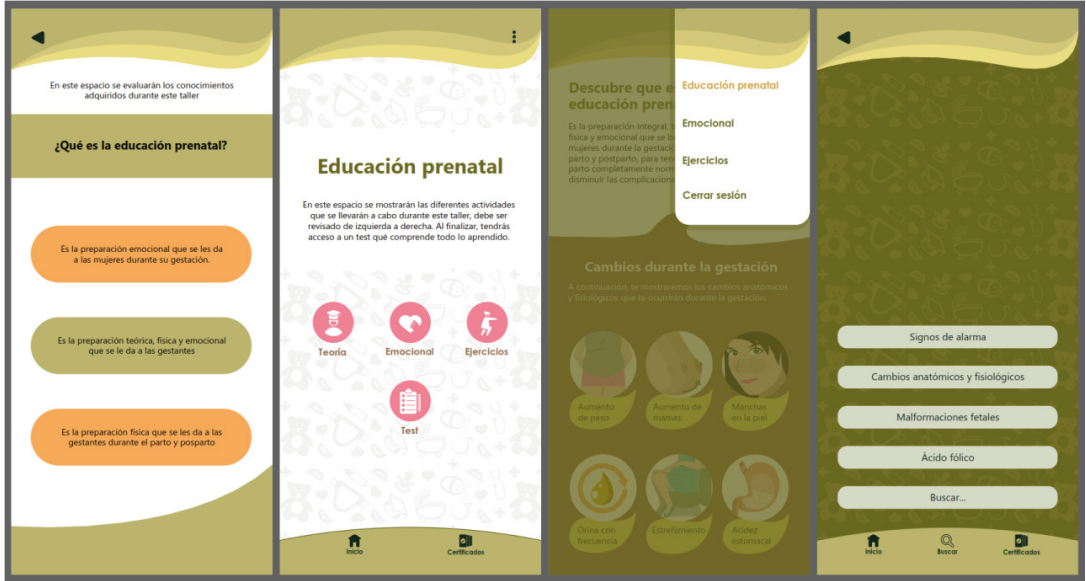 En este espacio se evaluarán los conocimientos
adquiridos durante este taller
¿Qué es la educación prenatal?
Es la preparación emocional que se les da
a las mujeres durante su gestación.
Es la preparación teórica, física y emocional
que se le da a las gestantes
Es la preparación física que se les da a las
gestantes durante el parto y posparto
Educación prenatal
En este espacio se mostrarán las diferentes actividades
que se llevarán a cabo durante este taller, debe ser
revisado de izquierda a derecha. Al finalizar, tendrás
acceso a un test qué comprende todo lo aprendido.
Teoría
Emocional
Ejercicios
Test
Inicio
Certificados
Descubre que e
educación pren
Es la preparación integral,
física y emocional que se b
mujeres durante la gestació
parto y postparto, para ten
parto completamente norm
disminuir las complicacione
Educación prenatal
Emocional
Ejercicios
Cerrar sesión
Cambios durante la gestación
A continuación, te mostraremos los cambios anatómicos
y fisiológicos que te ocurrirán durante la gestación.
Aumento
de peso
Aumento de
mamas
Manchas
en la piel
Orina con
frecuencia
Estreñimiento
Acidez
estomacal
Signos de alarma
Cambios anatómicos y fisiológicos
Malformaciones fetales
Ácido fólico
Buscar...
Inicio
Buscar
Certificados